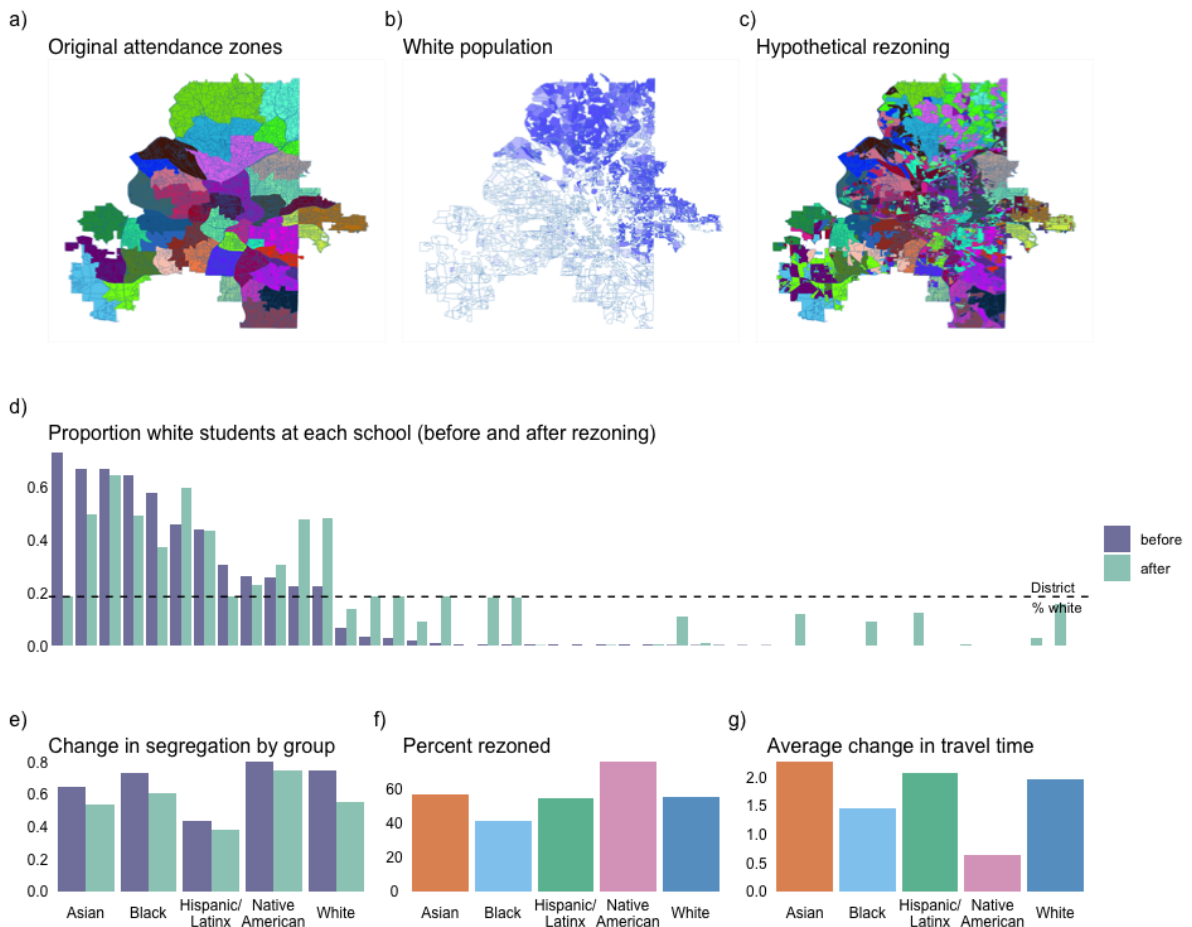 a)
Original attendance zones
b)
White population
c)
Hypothetical rezoning
d)
Proportion white students at each school (before and after rezoning)
0.6
0.4
0.2
0.0
District
% white
before
after
e)
Change in segregation by group
0.8
0.6
0.4
0.2
0.0
Asian
Black
Hispanic/
Latinx
Native
American
White
f)
Percent rezoned
60
40
20
0
Asian
Black
Hispanic/
Latinx
Native
American
White
g)
Average change in travel time
2.0
1.5
1.0
0.5
0.0
Asian
Black
Hispanic/
Latinx
Native
American
White